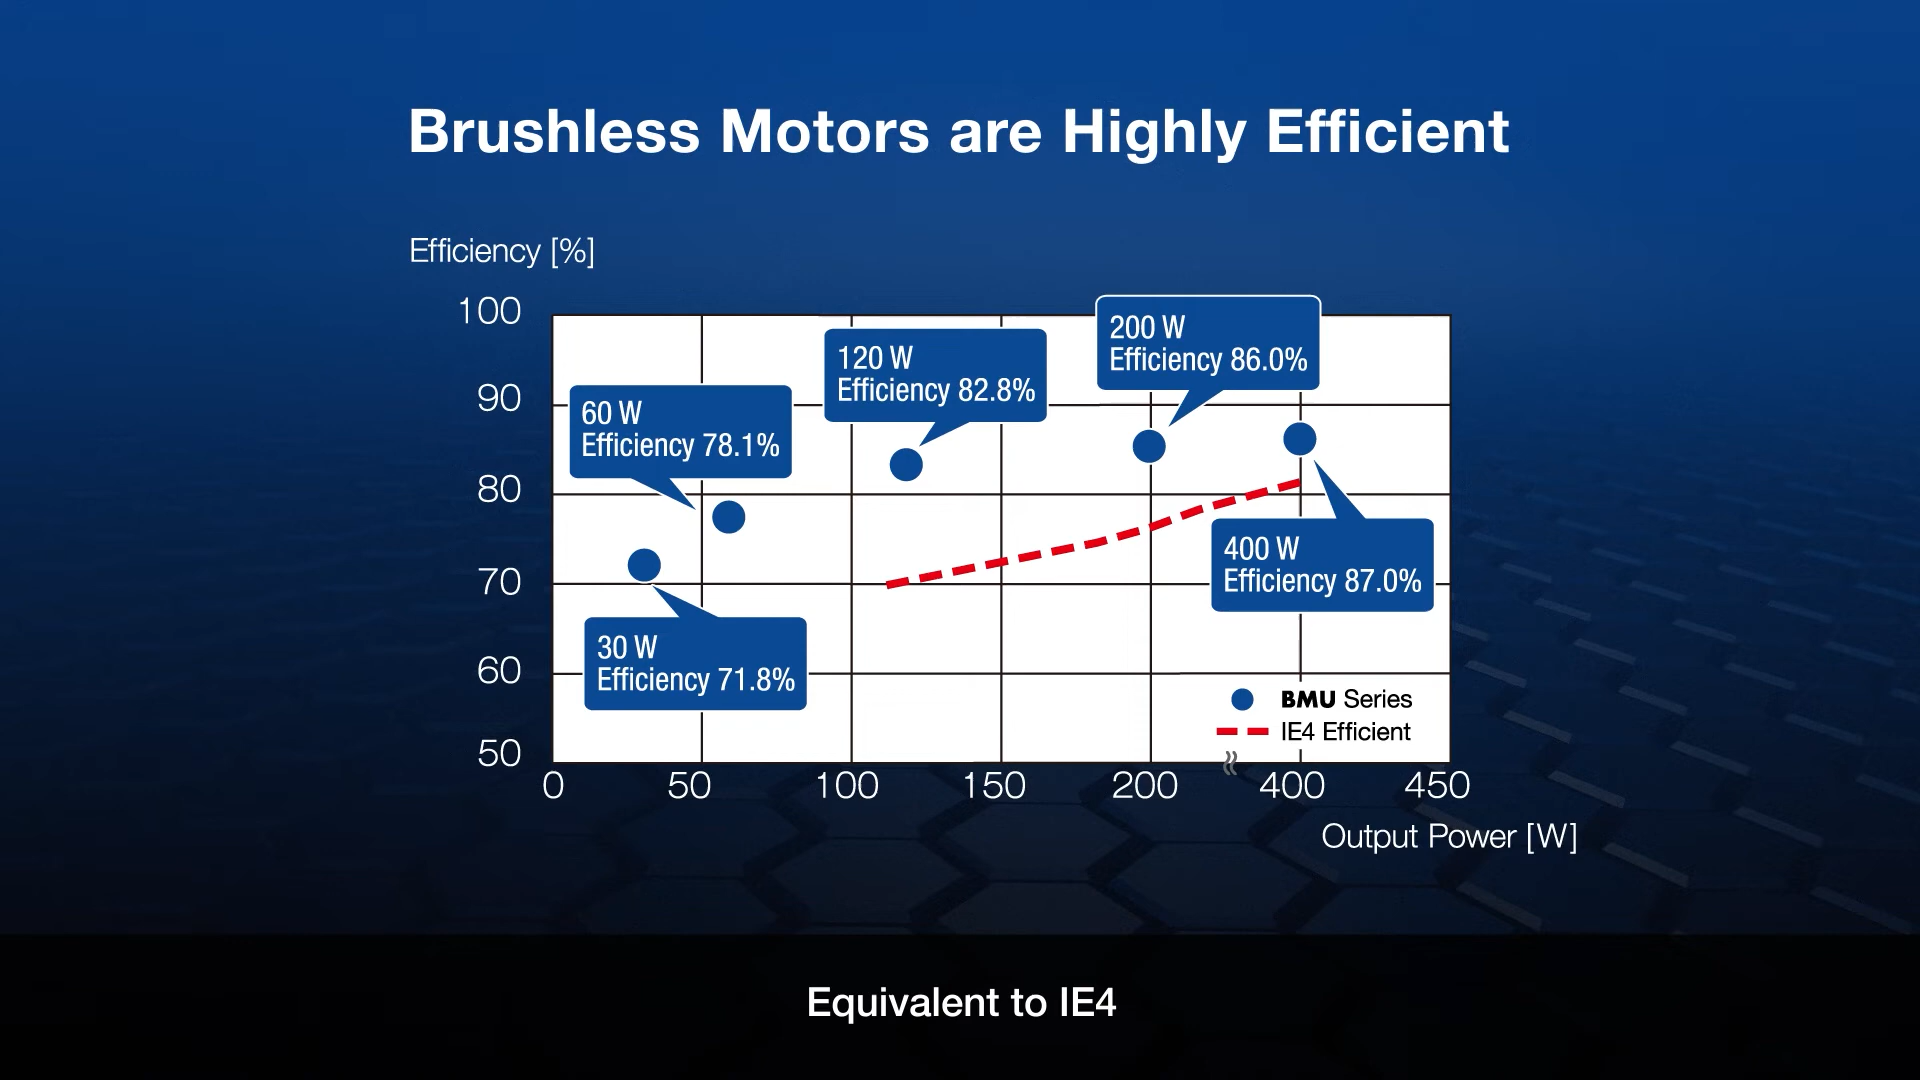 Brushless Motors are Highly Efficient
Efficiency [%]
100
90
80
70
60
50
0
50
100
150
200
400
450
Output Power [W]
60 W
Efficiency 78.1%
120 W
Efficiency 82.8%
200 W
Efficiency 86.0%
30 W
Efficiency 71.8%
400 W
Efficiency 87.0%
BMU Series
IE4 Efficient
Equivalent to IE4